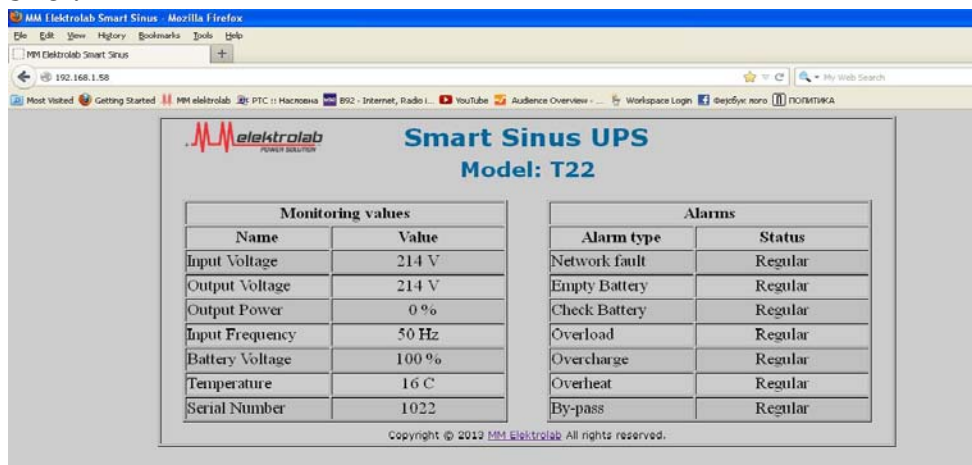 MM Elektrolab Smart Sinus - Mozilla Firefox
File Edit View History Bookmarks Tools Help
MM Elektrolab Smart Sinus +
192.168.1.58 My Web Search
Most Visited Getting Started MM elektrolab PTC :: Насловна B92 - Internet, Radio i... YouTube Audience Overview - ... Workspace Login Фејсбук лого ПОЛИТИКА
MM elektrolab
POWER SOLUTION
Smart Sinus UPS
Model: T22
Monitoring values Alarms
Name Value Alarm type Status
Input Voltage 214 V Network fault Regular
Output Voltage 214 V Empty Battery Regular
Output Power 0 % Check Battery Regular
Input Frequency 50 Hz Overload Regular
Battery Voltage 100 % Overcharge Regular
Temperature 16 C Overheat Regular
Serial Number 1022 By-pass Regular
Copyright © 2013 MM Elektrolab All rights reserved.